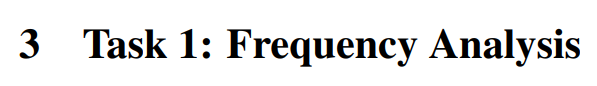 3 Task 1: Frequency Analysis